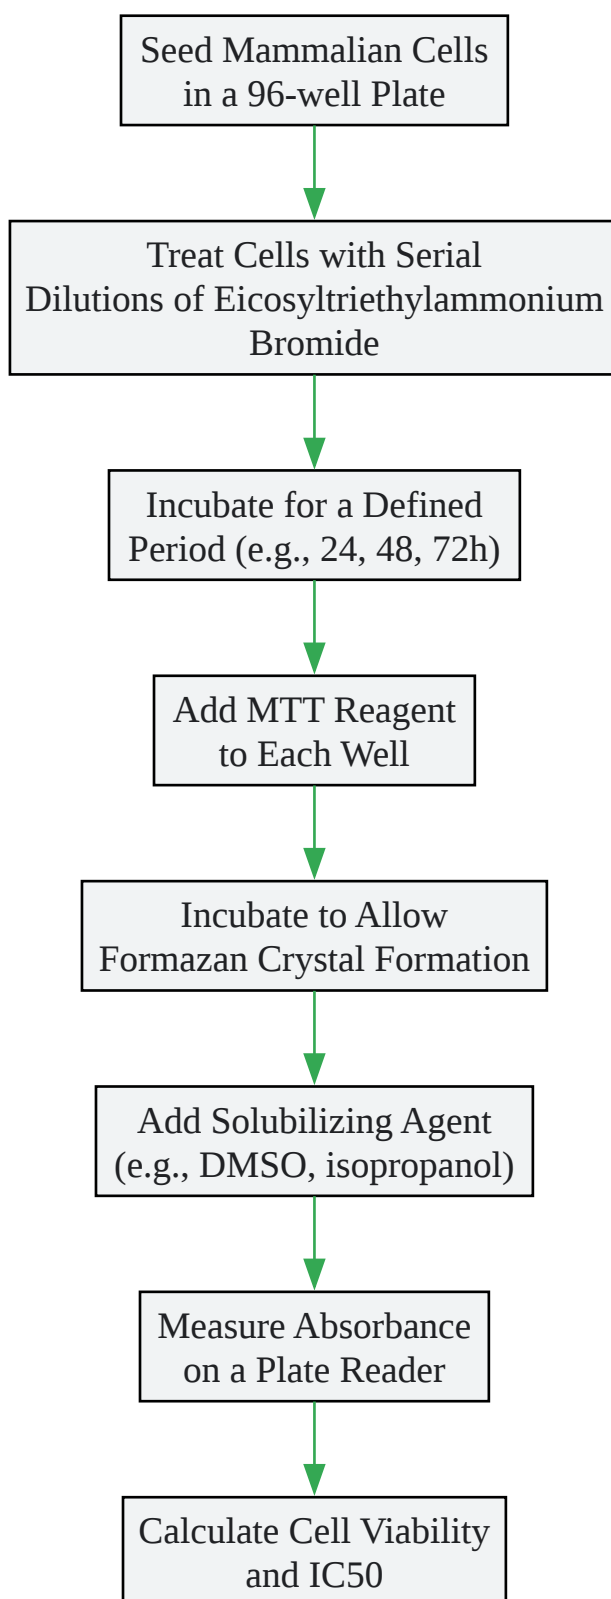 Seed Mammalian Cells
in a 96-well Plate
Treat Cells with Serial
Dilutions of Eicosyltriethylammonium
Bromide
Incubate for a Defined
Period (e.g., 24, 48, 72h)
Add MTT Reagent
to Each Well
Incubate to Allow
Formazan Crystal Formation
Add Solubilizing Agent
(e.g., DMSO, isopropanol)
Measure Absorbance
on a Plate Reader
Calculate Cell Viability
and IC50